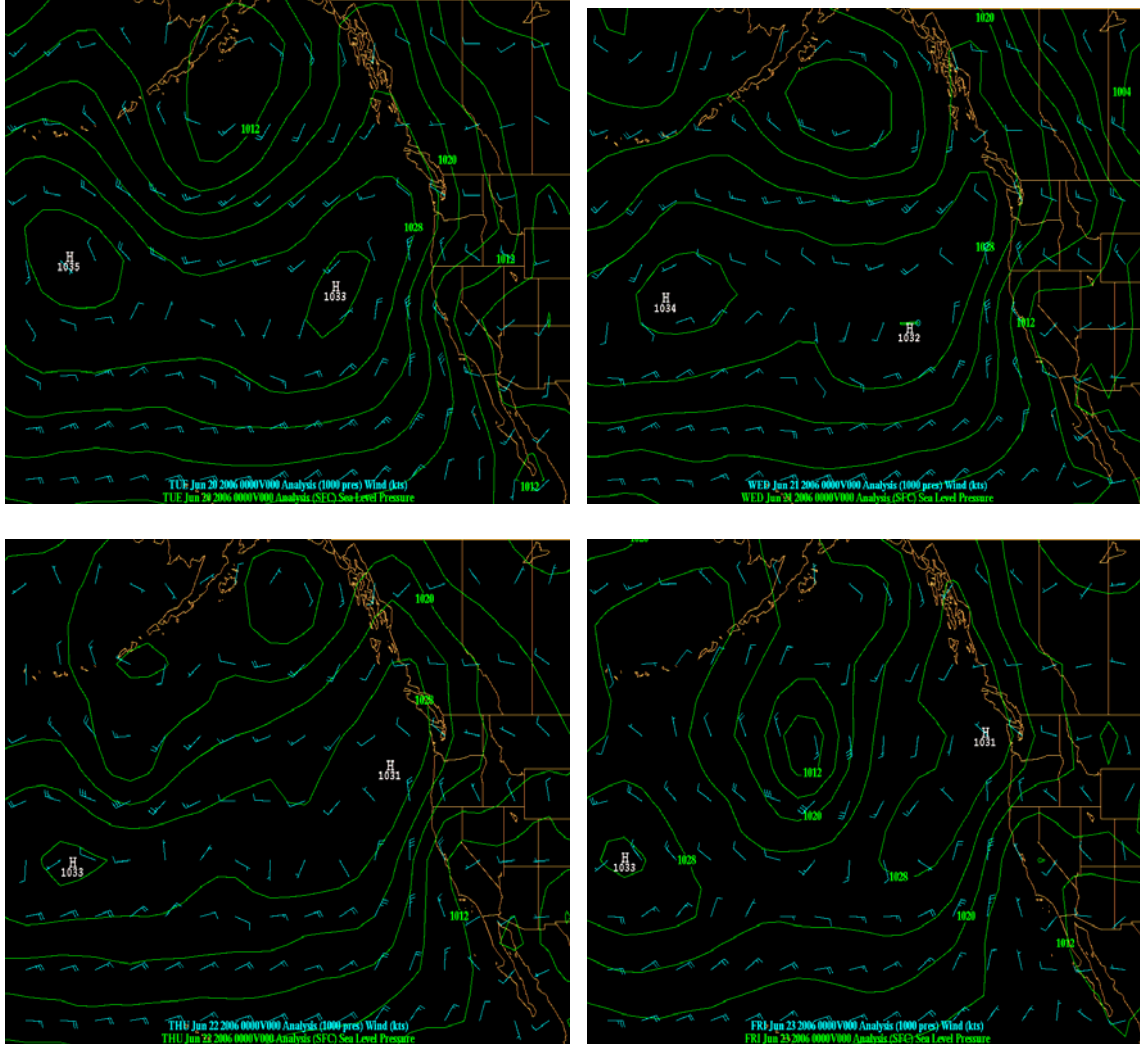 1012
1020
1028
H
1035
1012
H
1033
1012
TUE Jun 20 2006 0000V000 Analysis (1000 pres) Wind (kts)
TUE Jun 20 2006 0000V000 Analysis (SFC) Sea Level Pressure
1020
1004
1028
H
1034
1012
H
1032
WED Jun 21 2006 0000V000 Analysis (1000 pres) Wind (kts)
WED Jun 21 2006 0000V000 Analysis (SFC) Sea Level Pressure
1020
1028
H
1031
H
1033
1012
THU Jun 22 2006 0000V000 Analysis (1000 pres) Wind (kts)
THU Jun 22 2006 0000V000 Analysis (SFC) Sea Level Pressure
1020
H
1031
1012
1020
H
1033
1028
1028
1020
1012
FRI Jun 23 2006 0000V000 Analysis (1000 pres) Wind (kts)
FRI Jun 23 2006 0000V000 Analysis (SFC) Sea Level Pressure